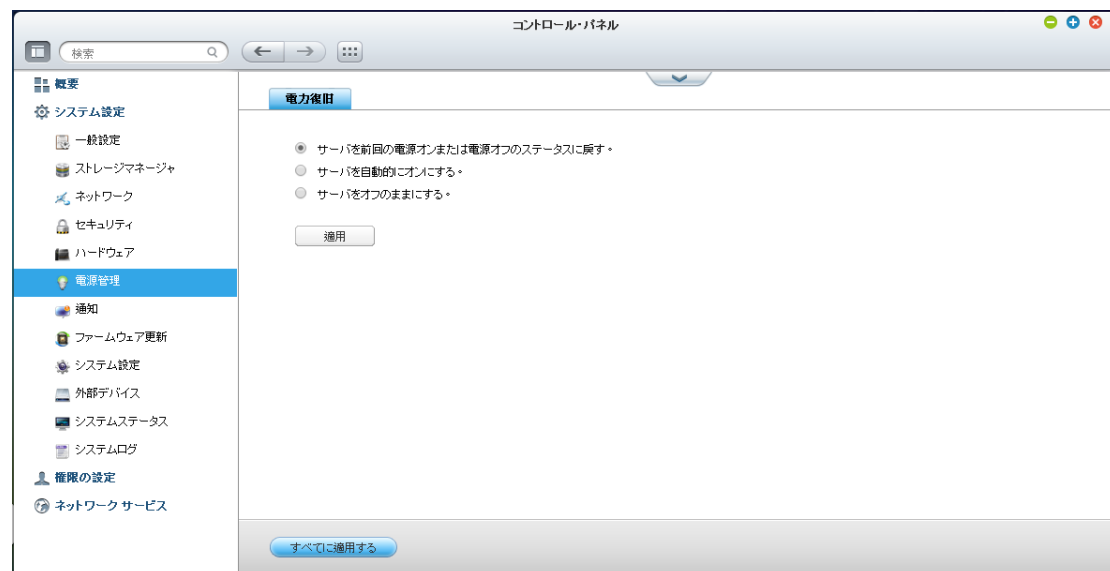 コントロール・パネル
検索
概要
システム設定
一般設定
ストレージマネージャ
ネットワーク
セキュリティ
ハードウェア
電源管理
通知
ファームウェア更新
システム設定
外部デバイス
システムステータス
システムログ
権限の設定
ネットワーク サービス
電力復旧
サーバを前回の電源オンまたは電源オフのステータスに戻す。
サーバを自動的にオンにする。
サーバをオフのままにする。
適用
すべてに適用する